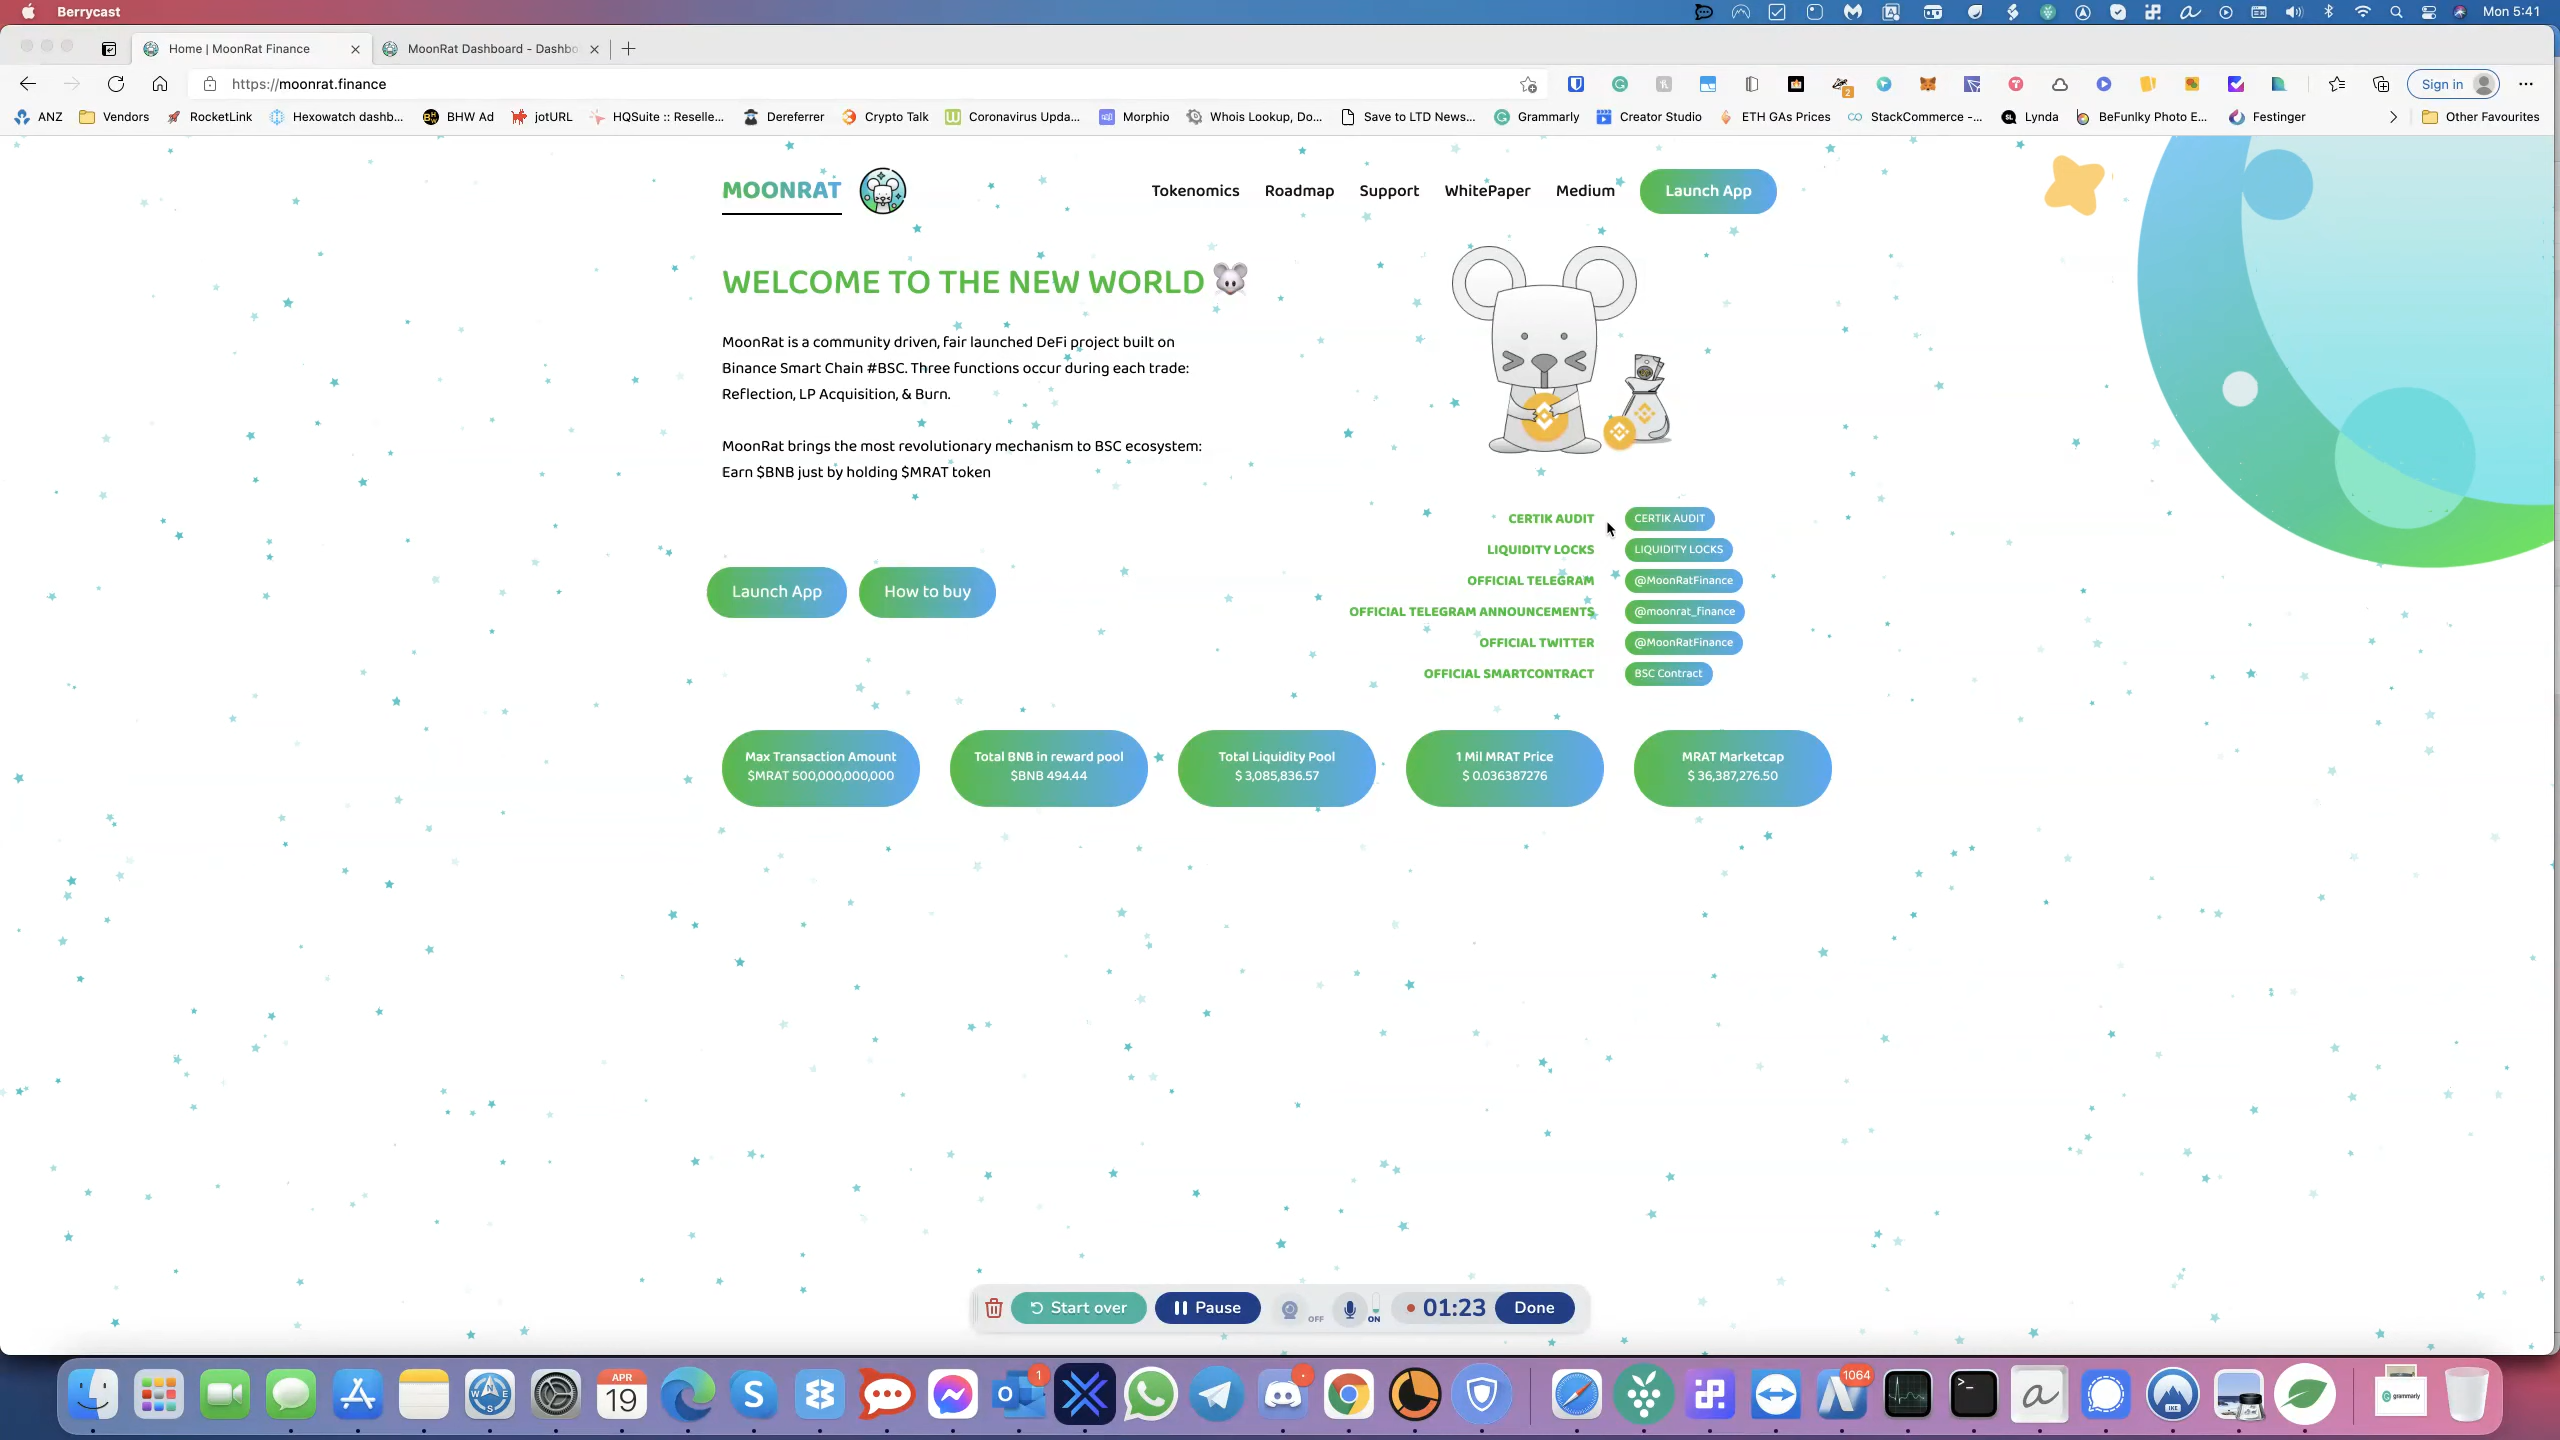 Berrycast
Mon 5:41
Home | MoonRat Finance
MoonRat Dashboard - Dashbo
https://moonrat.finance
2
Sign in
ANZ
Vendors
RocketLink
Hexowatch dashb...
BHW Ad
jotURL
HQSuite :: Reselle...
Dereferrer
Crypto Talk
Coronavirus Upda...
Morphio
Whois Lookup, Do...
Save to LTD News...
Grammarly
Creator Studio
ETH GAs Prices
StackCommerce -...
Lynda
BeFunlky Photo E...
Festinger
Other Favourites
MOONRAT
Tokenomics
Roadmap
Support
WhitePaper
Medium
Launch App
WELCOME TO THE NEW WORLD
MoonRat is a community driven, fair launched DeFi project built on
Binance Smart Chain #BSC. Three functions occur during each trade:
Reflection, LP Acquisition, & Burn.
MoonRat brings the most revolutionary mechanism to BSC ecosystem:
Earn $BNB just by holding $MRAT token
Launch App
How to buy
CERTIK AUDIT
CERTIK AUDIT
LIQUIDITY LOCKS
LIQUIDITY LOCKS
OFFICIAL TELEGRAM
@MoonRatFinance
OFFICIAL TELEGRAM ANNOUNCEMENTS
@moonrat_finance
OFFICIAL TWITTER
@MoonRatFinance
OFFICIAL SMARTCONTRACT
BSC Contract
Max Transaction Amount
$MRAT 500,000,000,000
Total BNB in reward pool
$BNB 494.44
Total Liquidity Pool
$ 3,085,836.57
1 Mil MRAT Price
$ 0.036387276
MRAT Marketcap
$ 36,387,276.50
Start over
Pause
OFF
ON
01:23
Done
APR
19
1
1064
grammarly